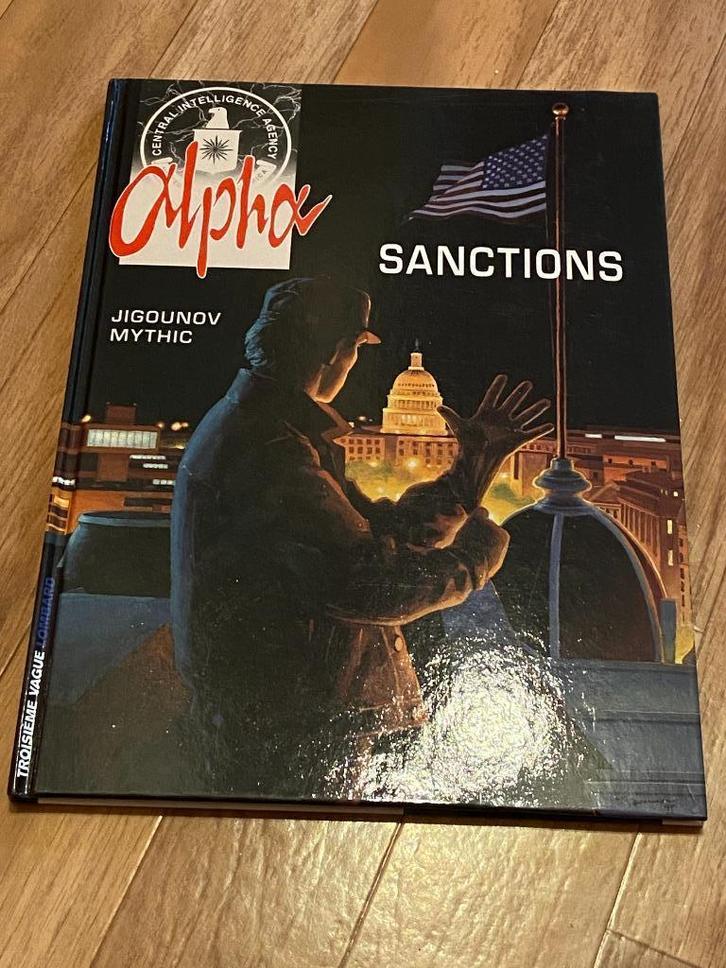 CENTRAL INTELLIGENCE AGENCY
Alpha
SANCTIONS
JIGOUNOV
MYTHIC
TROISIÈME VAGUE LOMBARD